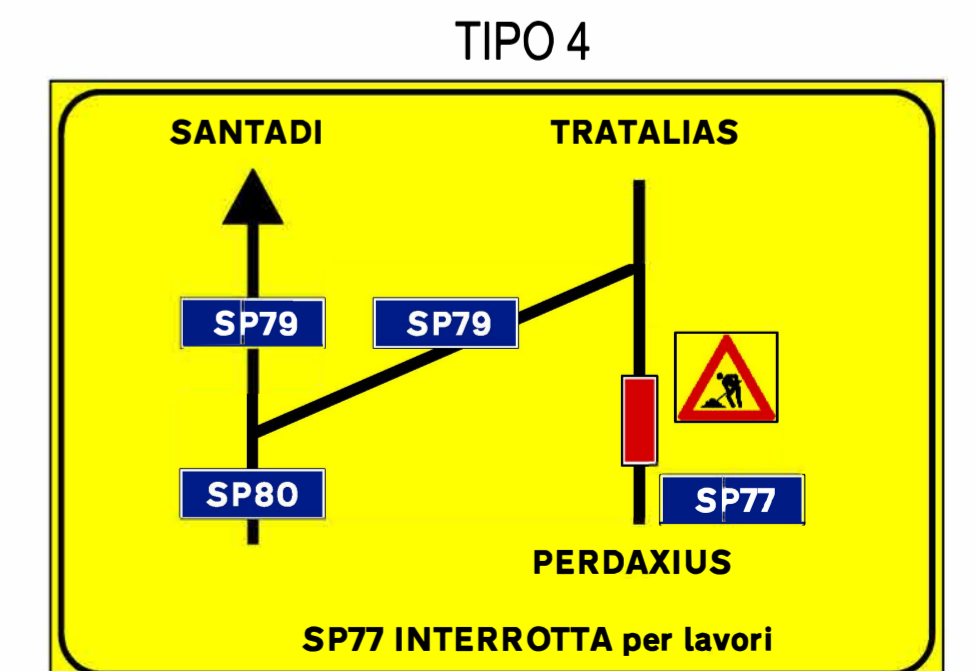 TIPO 4
SANTADI TRATALIAS
SP79 SP79
SP80 SP77
PERDAXIUS
SP77 INTERROTTA per lavori